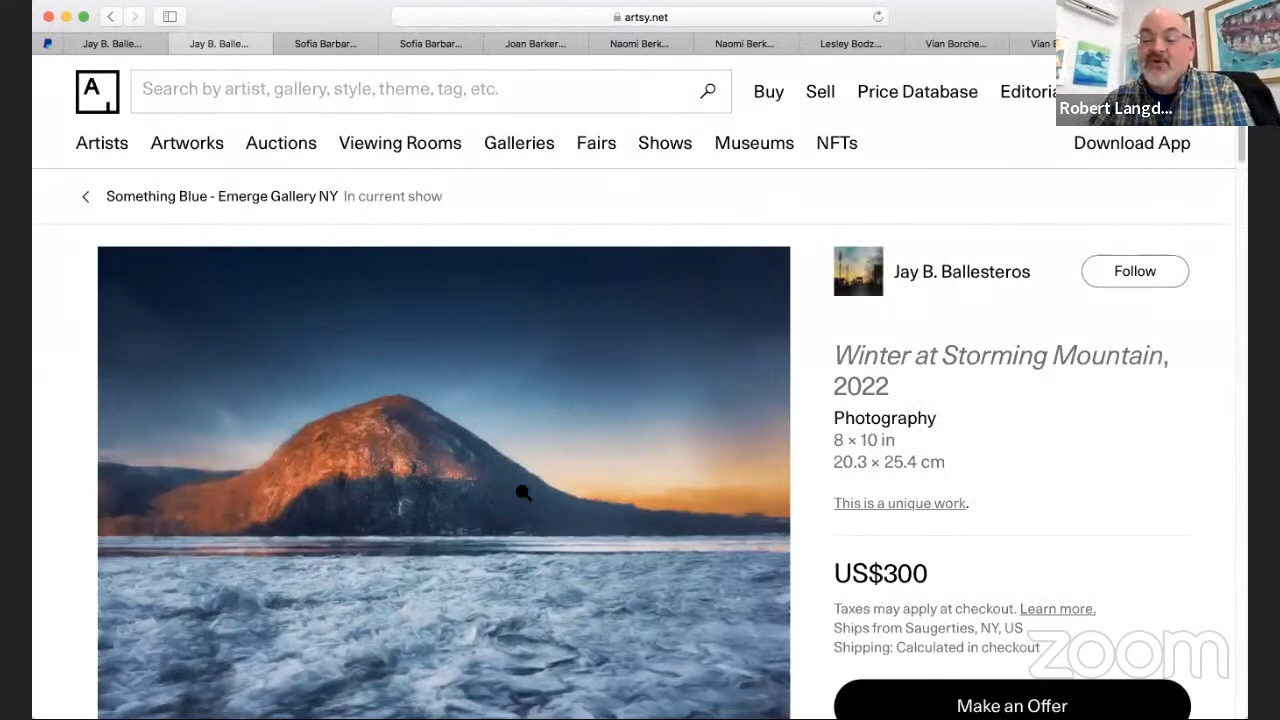 artsy.net
Jay B. Balle...
Jay B. Balle...
Sofia Barbar...
Sofia Barbar...
Joan Barker...
Naomi Berk...
Naomi Berk...
Lesley Bodz...
Vian Borche...
Vian B
A
Search by artist, gallery, style, theme, tag, etc.
Buy
Sell
Price Database
Editoria
Robert Langd...
Artists
Artworks
Auctions
Viewing Rooms
Galleries
Fairs
Shows
Museums
NFTs
Download App
Something Blue - Emerge Gallery NY In current show
Jay B. Ballesteros
Follow
Winter at Storming Mountain,
2022
Photography
8 × 10 in
20.3 × 25.4 cm
This is a unique work.
US$300
Taxes may apply at checkout. Learn more.
Ships from Saugerties, NY, US
Shipping: Calculated in checkout
zoom
Make an Offer